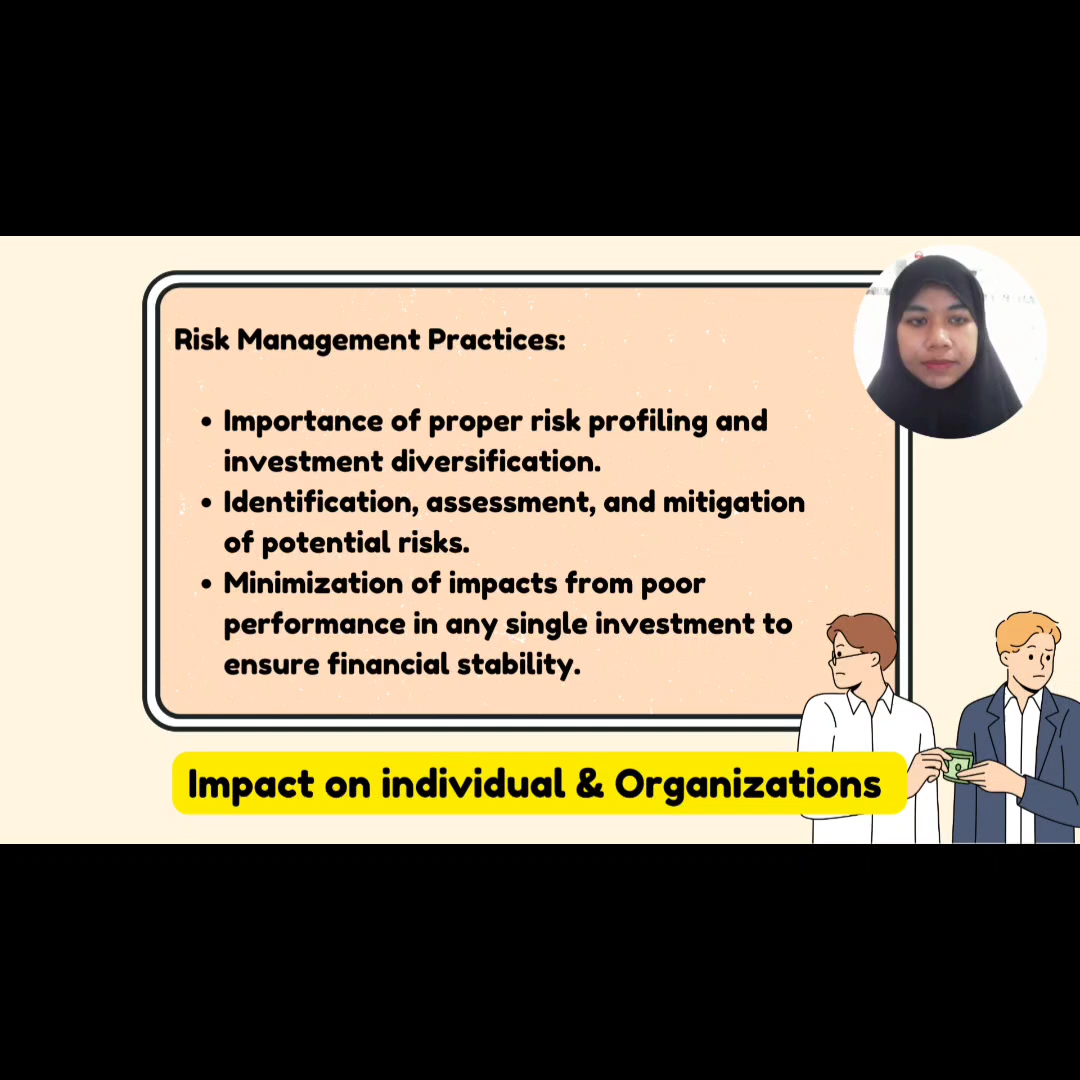 Risk Management Practices:
• Importance of proper risk profiling and
investment diversification.
• Identification, assessment, and mitigation
of potential risks.
• Minimization of impacts from poor
performance in any single investment to
ensure financial stability.
Impact on individual & Organizations